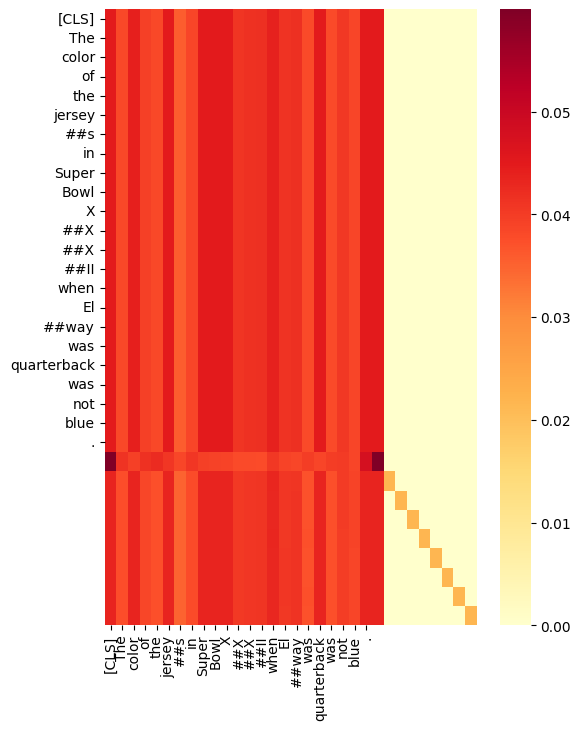 [CLS]
The
color
of
the
jersey
##s
in
Super
Bowl
X
##X
##X
##II
when
El
##way
was
quarterback
was
not
blue
.
0.05
0.04
0.03
0.02
0.01
0.00
[CLS]
The
color
of
the
jersey
##s
in
Super
Bowl
X
##X
##X
##II
when
El
##way
was
quarterback
was
not
blue
.